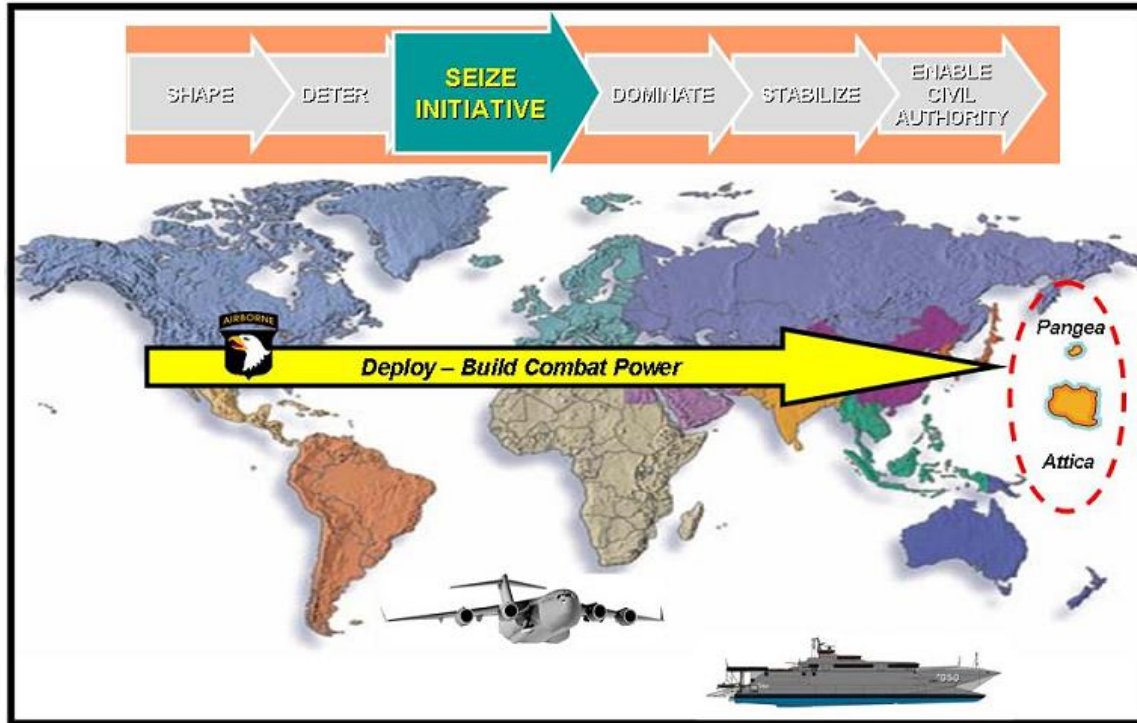 SHAPE
DETER
SEIZE
INITIATIVE
DOMINATE
STABILIZE
ENABLE
CIVIL
AUTHORITY
AIRBORNE
Deploy – Build Combat Power
Pangea
Attica